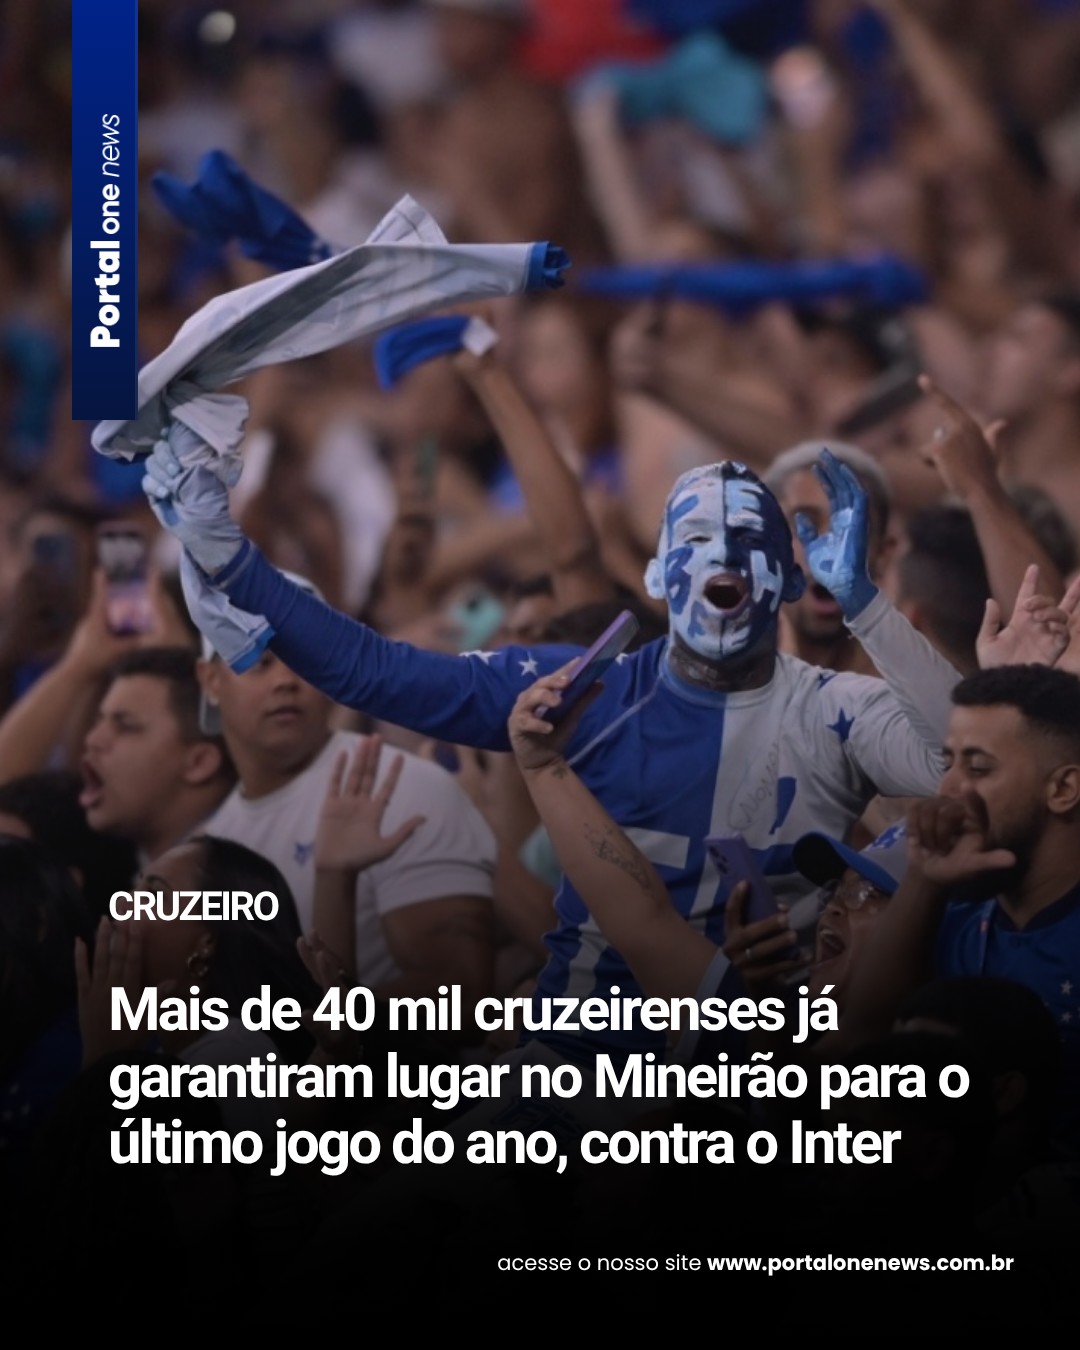 Portal one news
CRUZEIRO
Mais de 40 mil cruzeirenses já
garantiram lugar no Mineirão para o
último jogo do ano, contra o Inter
acesse o nosso site www.portalonenews.com.br